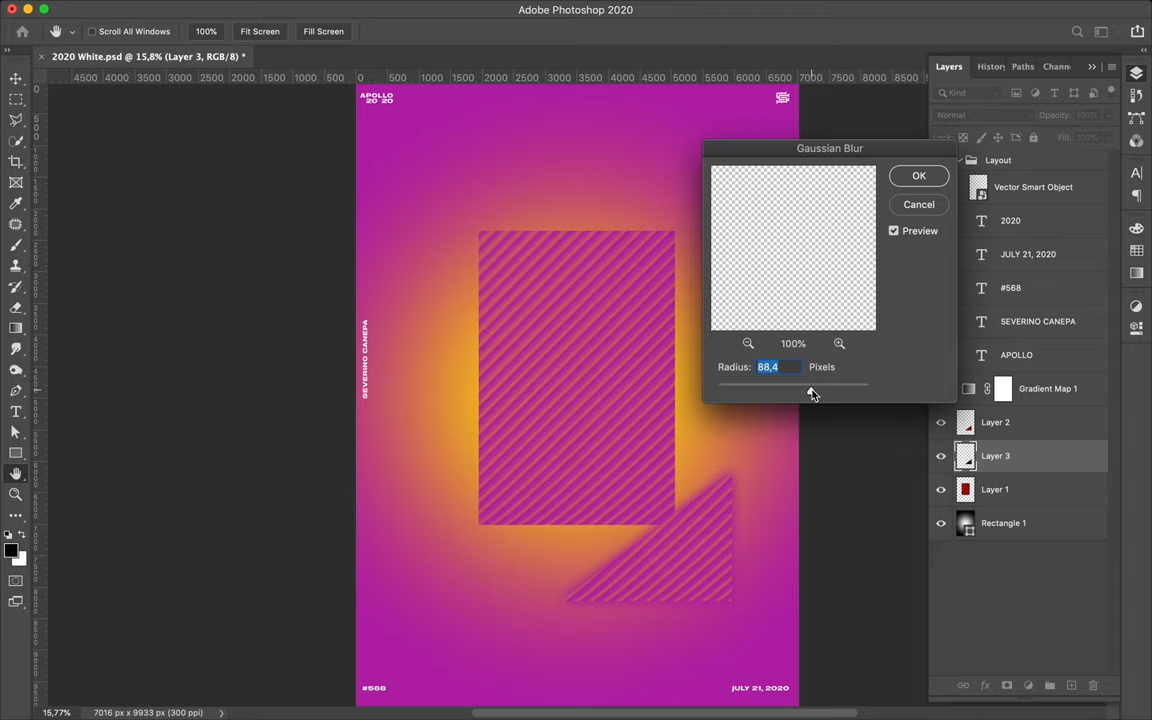 Adobe Photoshop 2020
Scroll All Windows
100%
Fit Screen
Fill Screen
2020 White.psd @ 15,8% (Layer 3, RGB/8) *
4500 4000 3500 3000 2500 2000 1500 1000 500 0 500 1000 1500 2000 2500 3000 3500 4000 4500 5000 5500 6000 6500 7000 7500 8000 8500
Layers
History
Paths
Chann
Kind
Normal
Opacity: 100%
Lock:
Fill: 100%
Layout
Vector Smart Object
2020
JULY 21, 2020
#568
SEVERINO CANEPA
APOLLO
Gradient Map 1
Layer 2
Layer 3
Layer 1
Rectangle 1
Gaussian Blur
OK
Cancel
Preview
100%
Radius: 88,4 Pixels
APOLLO
20 20
SEVERINO CANEPA
#568
JULY 21, 2020
15,77%
7016 px x 9933 px (300 ppi)